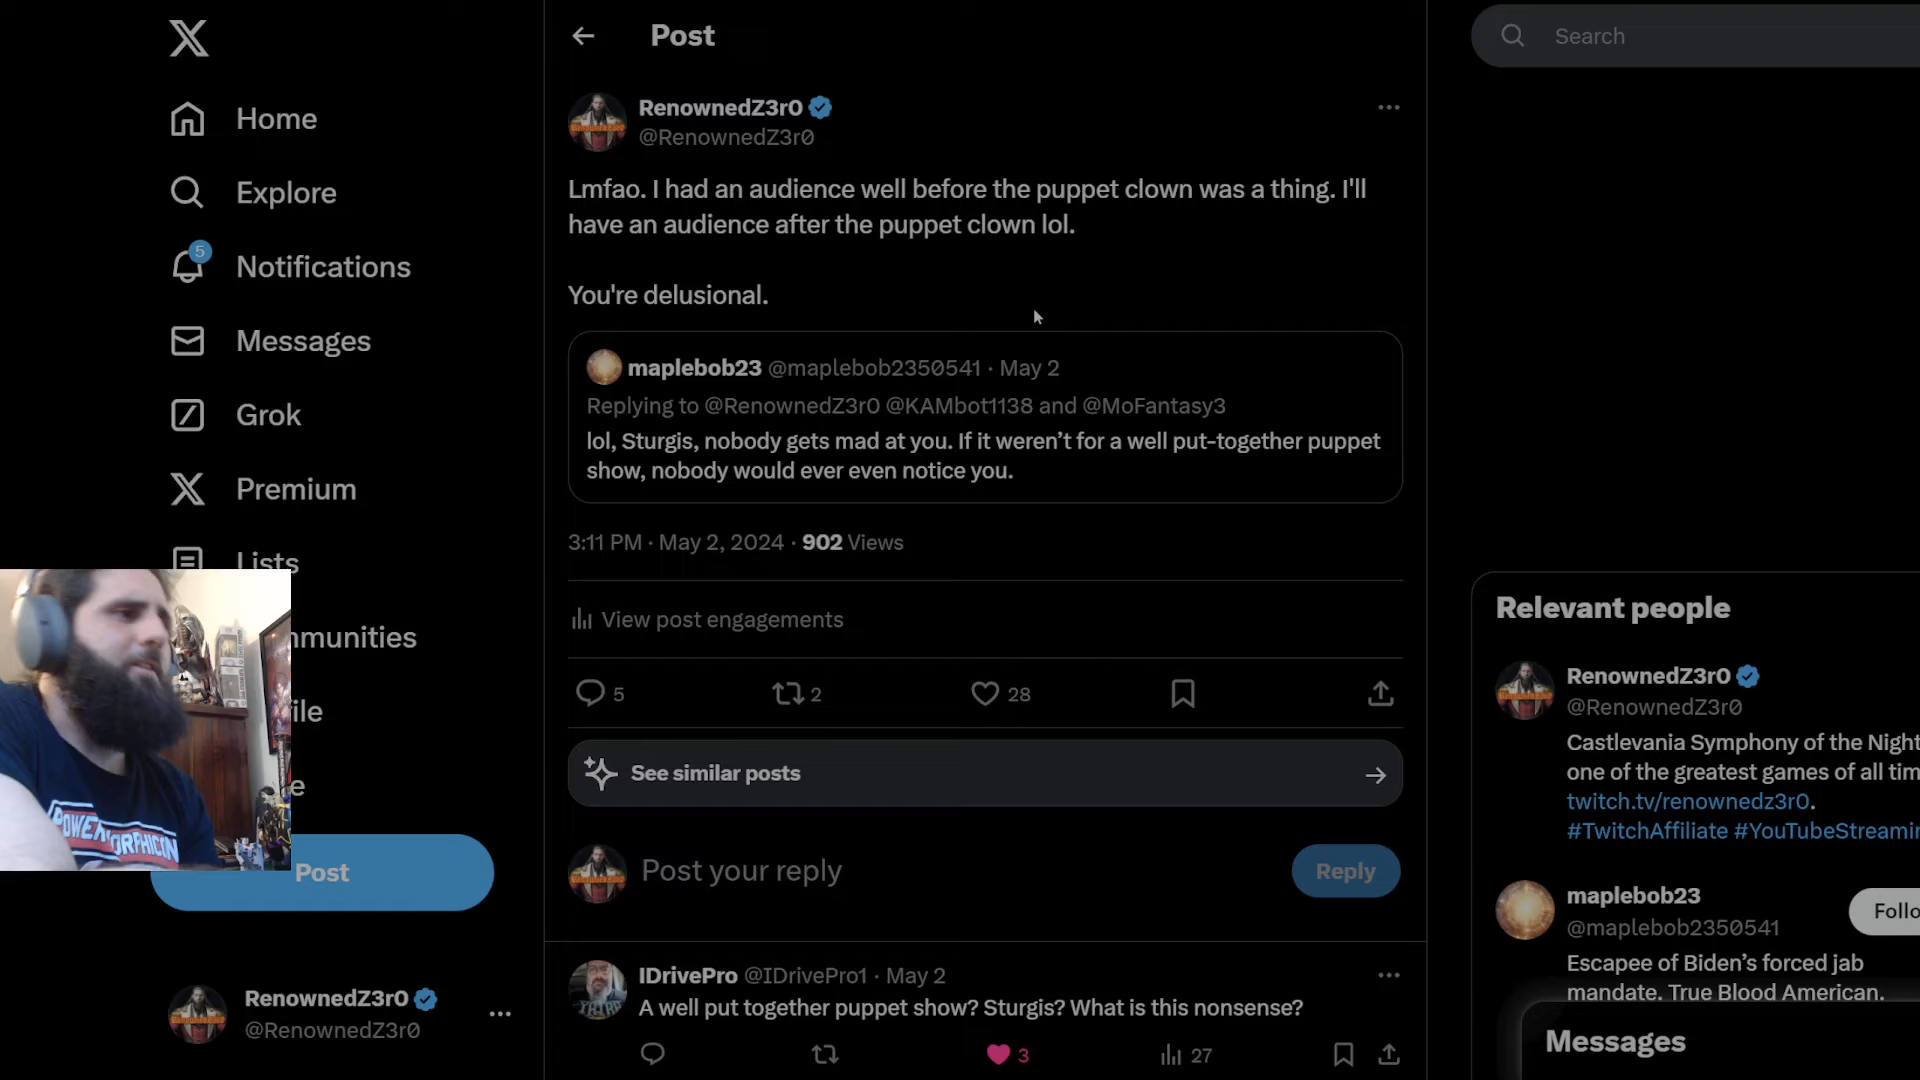 Post
Search
Home
Explore
5
Notifications
Messages
Grok
Premium
Lists
RenownedZ3r0
@RenownedZ3r0
Lmfao. I had an audience well before the puppet clown was a thing. I'll
have an audience after the puppet clown lol.
You're delusional.
maplebob23 @maplebob2350541 · May 2
Replying to @RenownedZ3r0 @KAMbot1138 and @MoFantasy3
lol, Sturgis, nobody gets mad at you. If it weren't for a well put-together puppet
show, nobody would ever even notice you.
3:11 PM · May 2, 2024 · 902 Views
View post engagements
5 2 28
See similar posts
Post your reply
Reply
IDrivePro @IDrivePro1 · May 2
A well put together puppet show? Sturgis? What is this nonsense?
3 27
mmunities
file
e
Post
RenownedZ3r0
@RenownedZ3r0
Relevant people
RenownedZ3r0
@RenownedZ3r0
Castlevania Symphony of the Night
one of the greatest games of all tim
twitch.tv/renownedz3r0.
#TwitchAffiliate #YouTubeStreamin
maplebob23
@maplebob2350541
Follo
Escapee of Biden's forced jab
mandate. True Blood American.
Messages